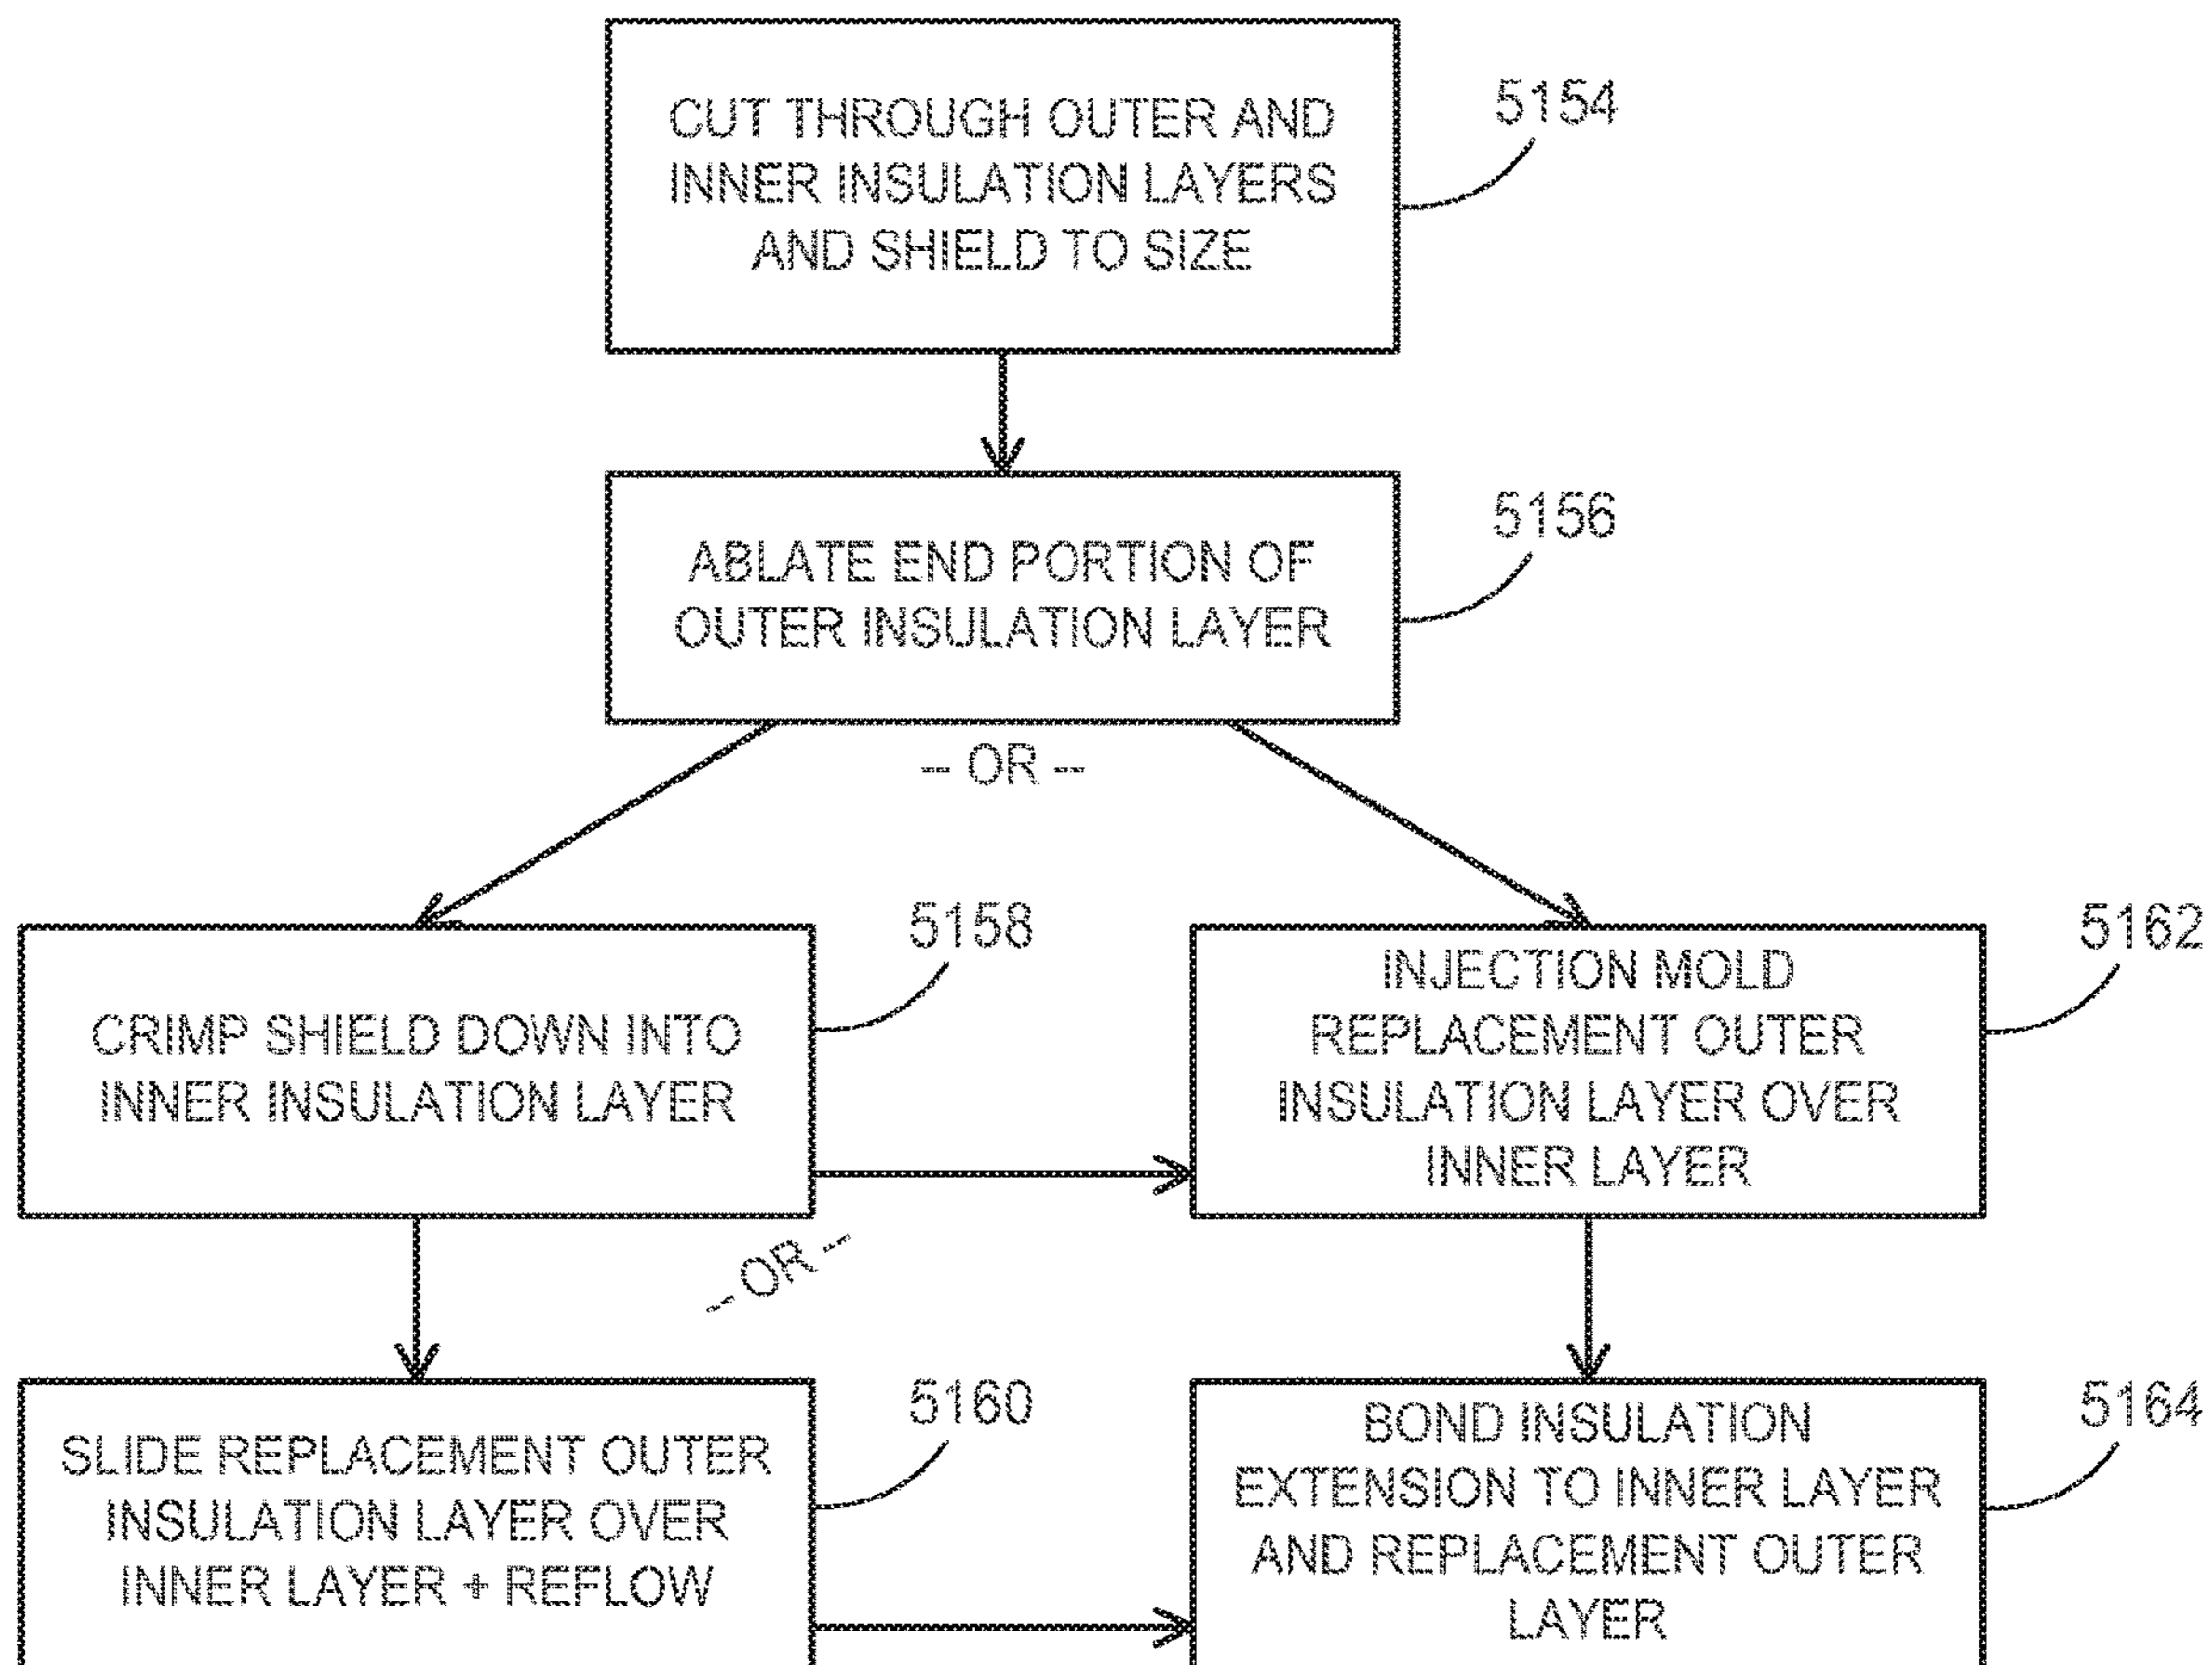 CUT THROUGH OUTER AND
INNER INSULATION LAYERS
AND SHIELD TO SIZE
5154
ABLATE END PORTION OF
OUTER INSULATION LAYER
5156
-- OR --
CRIMP SHIELD DOWN INTO
INNER INSULATION LAYER
5158
INJECTION MOLD
REPLACEMENT OUTER
INSULATION LAYER OVER
INNER LAYER
5162
-- OR --
SLIDE REPLACEMENT OUTER
INSULATION LAYER OVER
INNER LAYER + REFLOW
5160
BOND INSULATION
EXTENSION TO INNER LAYER
AND REPLACEMENT OUTER
LAYER
5164